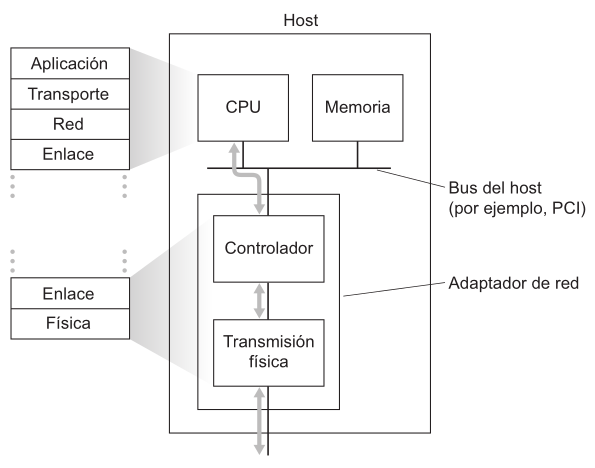 Host
Aplicación
Transporte
Red
Enlace
CPU
Memoria
Bus del host
(por ejemplo, PCI)
Controlador
Adaptador de red
Enlace
Física
Transmisión
física